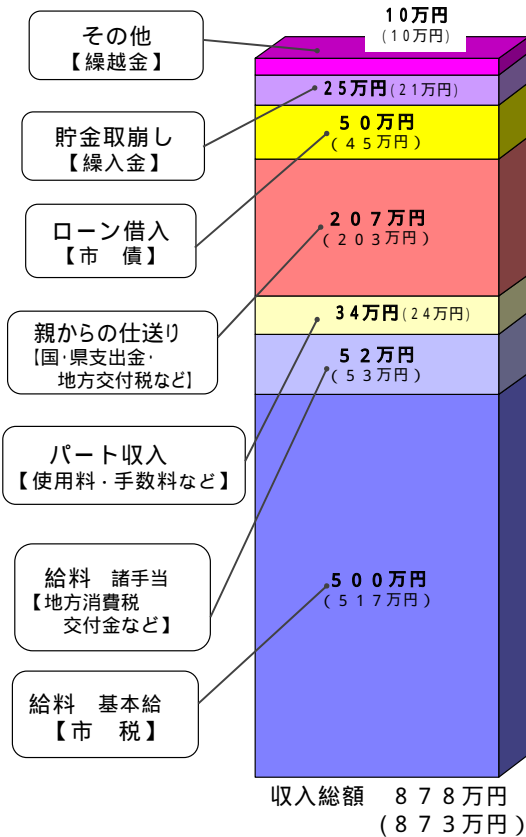 10万円
(10万円)
その他
【繰越金】
25万円(21万円)
貯金取崩し
【繰入金】
５０万円
(４５万円)
ローン借入
【市　債】
２０７万円
(２０３万円)
親からの仕送り
【国・県支出金・
地方交付税など】
34万円(24万円)
パート収入
【使用料・手数料など】
５２万円
(５３万円)
給料　諸手当
【地方消費税
交付金など】
５００万円
(５１７万円)
給料　基本給
【市　税】
収入総額　８７８万円
(８７３万円)